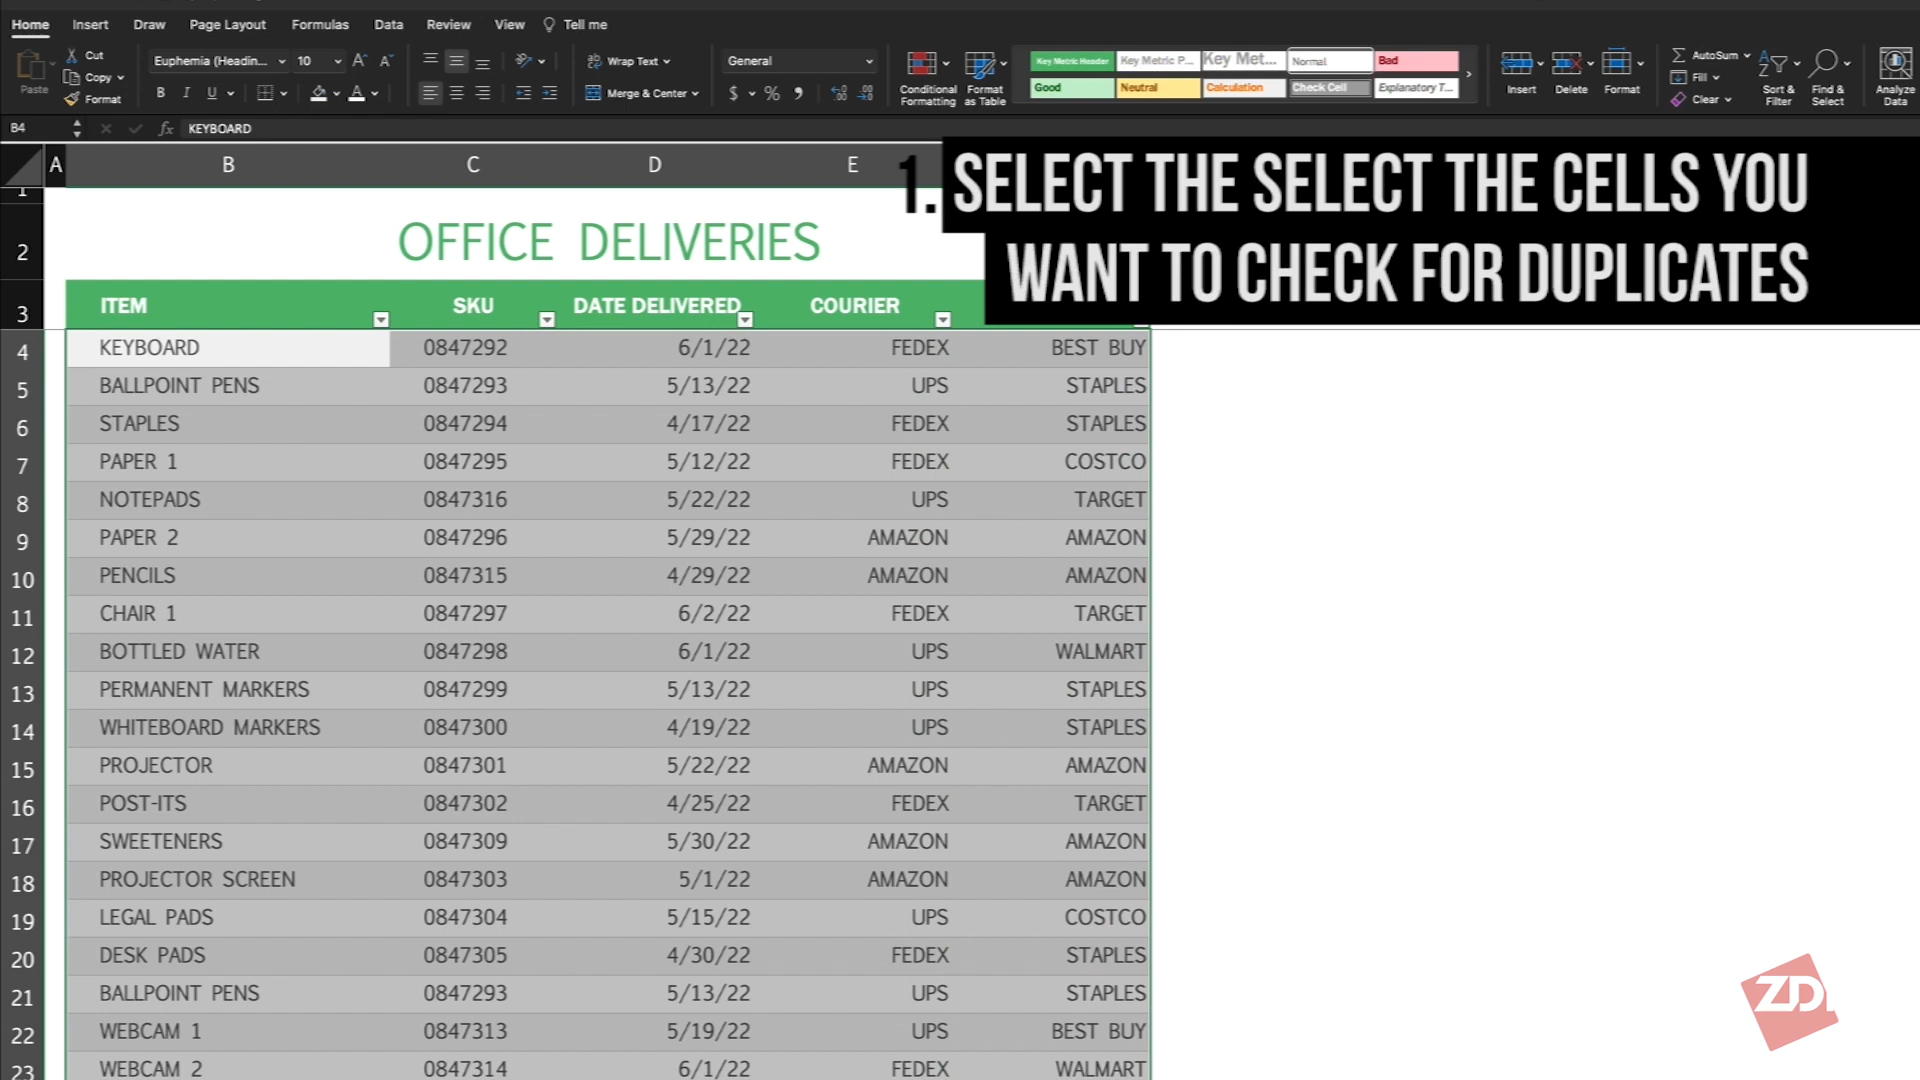 Home Insert Draw Page Layout Formulas Data Review View Tell me
Paste Cut Copy Format
Euphemia (Headin... 10
B I U
Wrap Text
Merge & Center
General
$ %
Conditional Formatting
Format as Table
Key Metric Header Key Metric P... Key Met... Normal Bad
Good Neutral Calculation Check Cell Explanatory T...
Insert Delete Format
AutoSum
Fill
Clear
Sort & Filter
Find & Select
Analyze Data
B4 fx KEYBOARD
A B C D E
1. SELECT THE SELECT THE CELLS YOU
WANT TO CHECK FOR DUPLICATES
1
2 OFFICE DELIVERIES
3 ITEM SKU DATE DELIVERED COURIER
4 KEYBOARD 0847292 6/1/22 FEDEX BEST BUY
5 BALLPOINT PENS 0847293 5/13/22 UPS STAPLES
6 STAPLES 0847294 4/17/22 FEDEX STAPLES
7 PAPER 1 0847295 5/12/22 FEDEX COSTCO
8 NOTEPADS 0847316 5/22/22 UPS TARGET
9 PAPER 2 0847296 5/29/22 AMAZON AMAZON
10 PENCILS 0847315 4/29/22 AMAZON AMAZON
11 CHAIR 1 0847297 6/2/22 FEDEX TARGET
12 BOTTLED WATER 0847298 6/1/22 UPS WALMART
13 PERMANENT MARKERS 0847299 5/13/22 UPS STAPLES
14 WHITEBOARD MARKERS 0847300 4/19/22 UPS STAPLES
15 PROJECTOR 0847301 5/22/22 AMAZON AMAZON
16 POST-ITS 0847302 4/25/22 FEDEX TARGET
17 SWEETENERS 0847309 5/30/22 AMAZON AMAZON
18 PROJECTOR SCREEN 0847303 5/1/22 AMAZON AMAZON
19 LEGAL PADS 0847304 5/15/22 UPS COSTCO
20 DESK PADS 0847305 4/30/22 FEDEX STAPLES
21 BALLPOINT PENS 0847293 5/13/22 UPS STAPLES
22 WEBCAM 1 0847313 5/19/22 UPS BEST BUY
23 WEBCAM 2 0847314 6/1/22 FEDEX WALMART
ZD